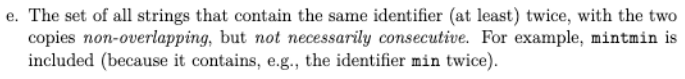 e. The set of all strings that contain the same identifier (at least) twice, with the two
copies non-overlapping, but not necessarily consecutive. For example, mintmin is
included (because it contains, e.g., the identifier min twice).